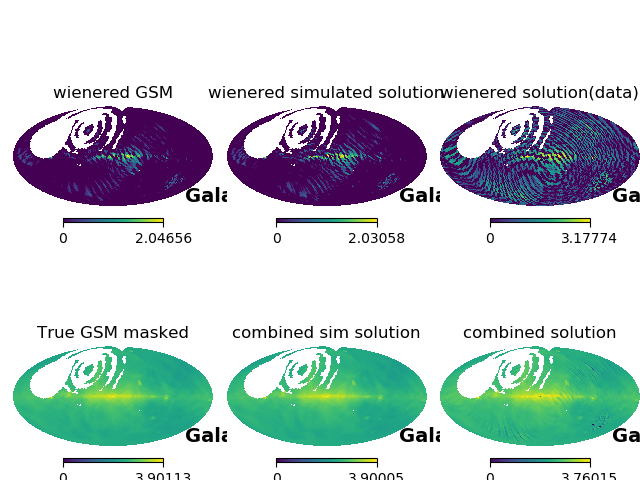 wienered GSM
wienered simulated solution
wienered solution(data)
Gala
Gala
Ga
0 2.04656
0 2.03058
0 3.17774
True GSM masked
combined sim solution
combined solution
Gala
Gala
Ga
0 3.90113
0 3.90005
0 3.76015